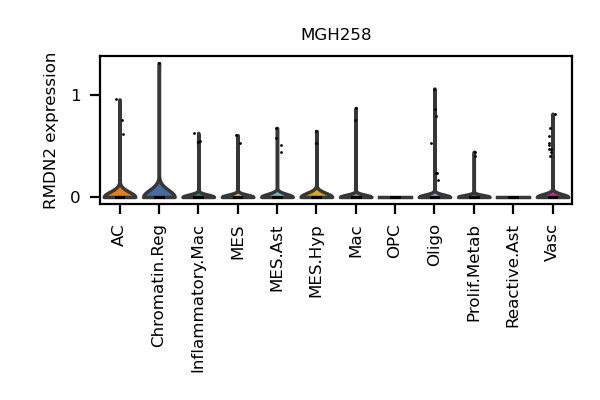 MGH258
RMDN2 expression
1
0
AC
Chromatin.Reg
Inflammatory.Mac
MES
MES.Ast
MES.Hyp
Mac
OPC
Oligo
Prolif.Metab
Reactive.Ast
Vasc